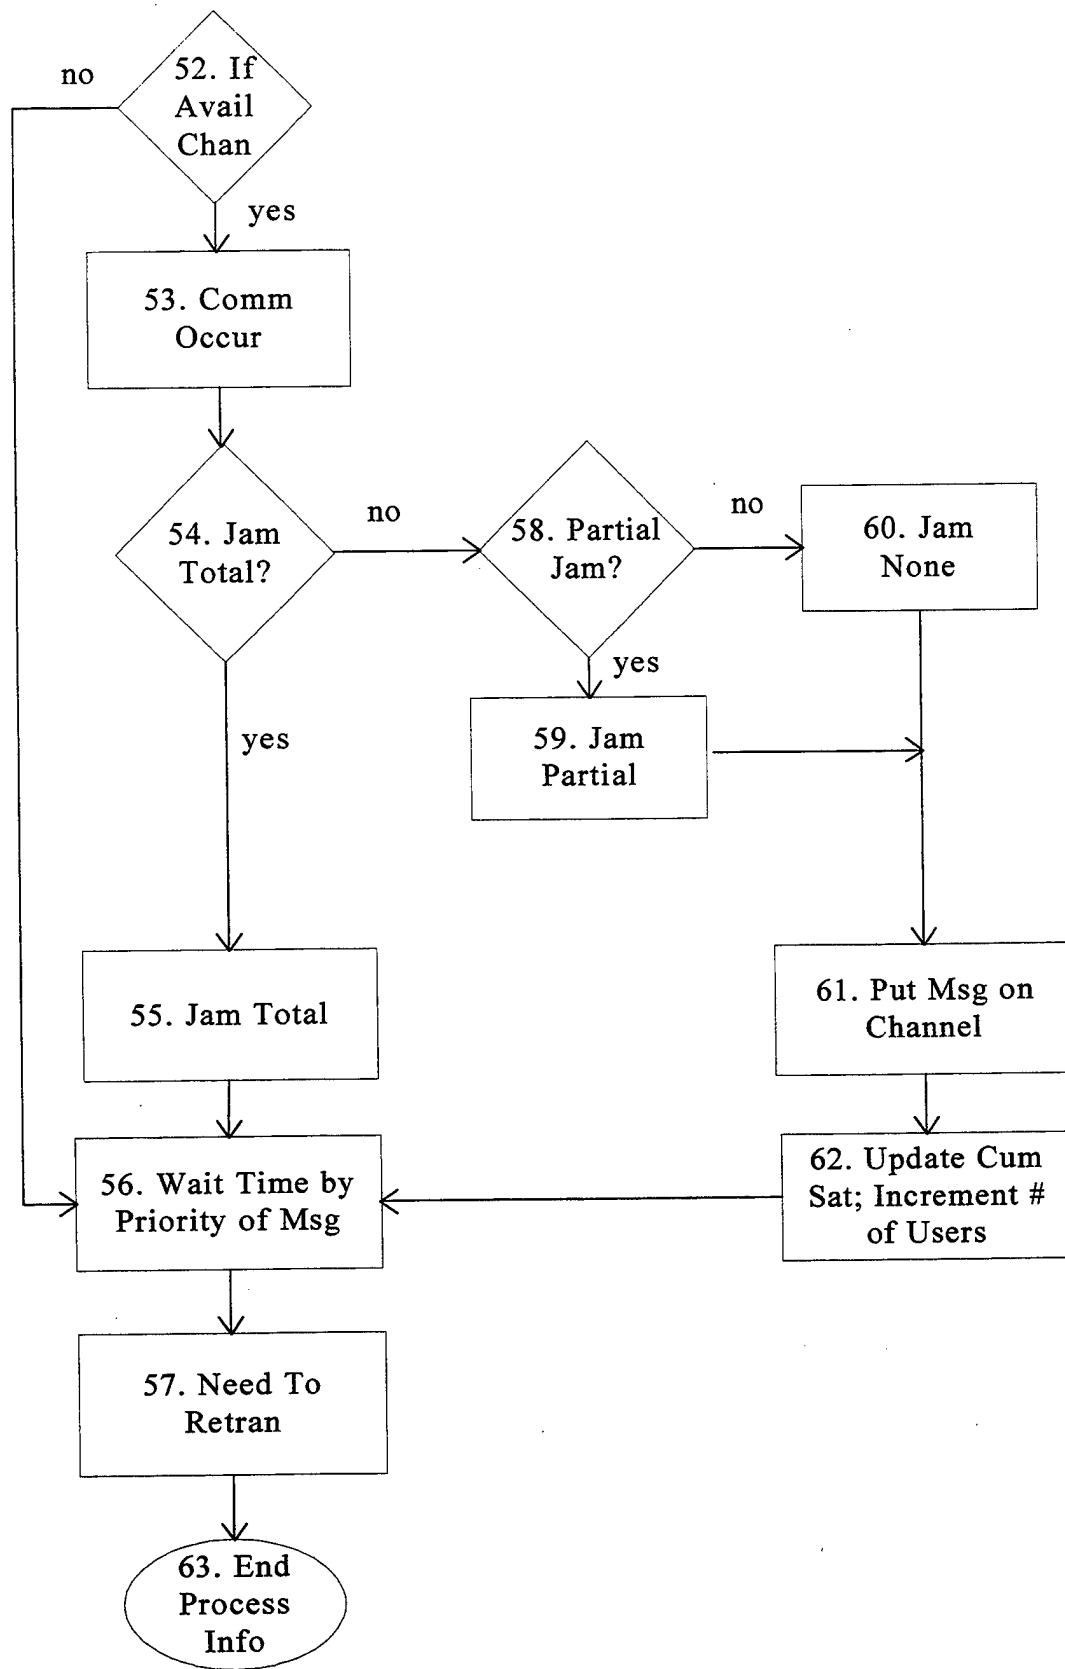 no
52. If
Avail
Chan
yes
53. Comm
Occur
54. Jam
Total?
no
58. Partial
Jam?
no
60. Jam
None
yes
59. Jam
Partial
yes
55. Jam Total
61. Put Msg on
Channel
56. Wait Time by
Priority of Msg
62. Update Cum
Sat; Increment #
of Users
57. Need To
Retran
63. End
Process
Info